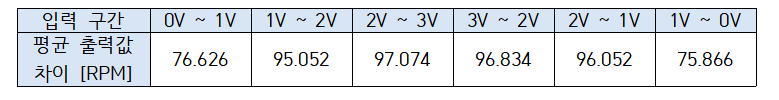 입력 구간 0V ~ 1V 1V ~ 2V 2V ~ 3V 3V ~ 2V 2V ~ 1V 1V ~ 0V
평균 출력값
차이 [RPM] 76.626 95.052 97.074 96.834 96.052 75.866